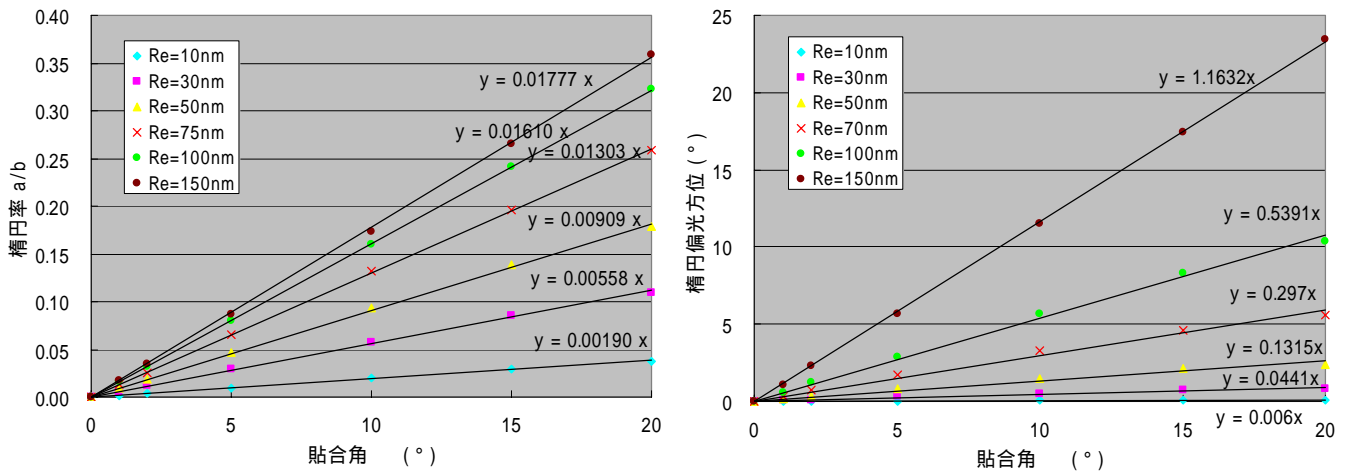 0.40
0.35
0.30
0.25
0.20
0.15
0.10
0.05
0.00
楕円率 a/b
Re=10nm
Re=30nm
Re=50nm
Re=75nm
Re=100nm
Re=150nm
y = 0.01777 x
y = 0.01610 x
y = 0.01303 x
y = 0.00909 x
y = 0.00558 x
y = 0.00190 x
0 5 10 15 20
貼合角 (°)
25
20
15
10
5
0
楕円偏光方位 (°)
Re=10nm
Re=30nm
Re=50nm
Re=70nm
Re=100nm
Re=150nm
y = 1.1632x
y = 0.5391x
y = 0.297x
y = 0.1315x
y = 0.0441x
y = 0.006x
0 5 10 15 20
貼合角 (°)